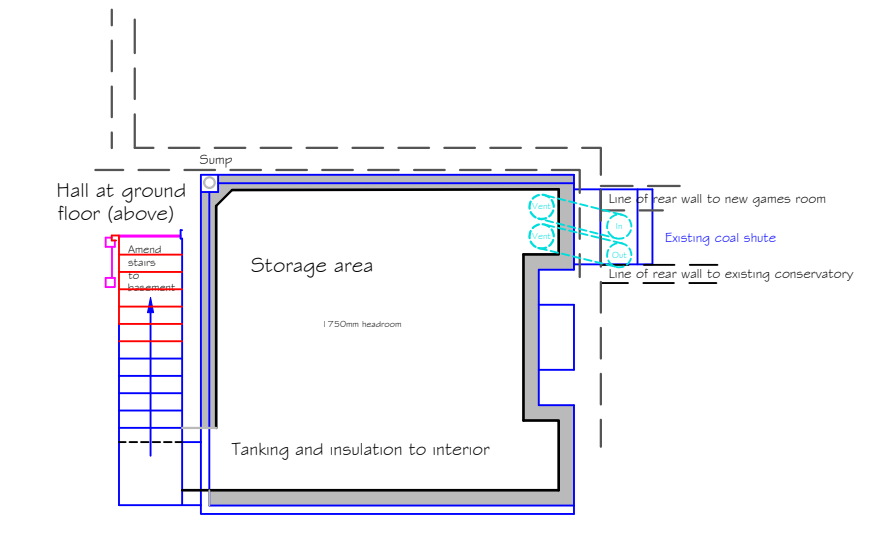 Sump
Hall at ground
floor (above)
Line of rear wall to new games room
Vent
In
Vent
Existing coal shute
Amend
stairs
to
basement
Out
Storage area
Line of rear wall to existing conservatory
1750mm headroom
Tanking and insulation to interior